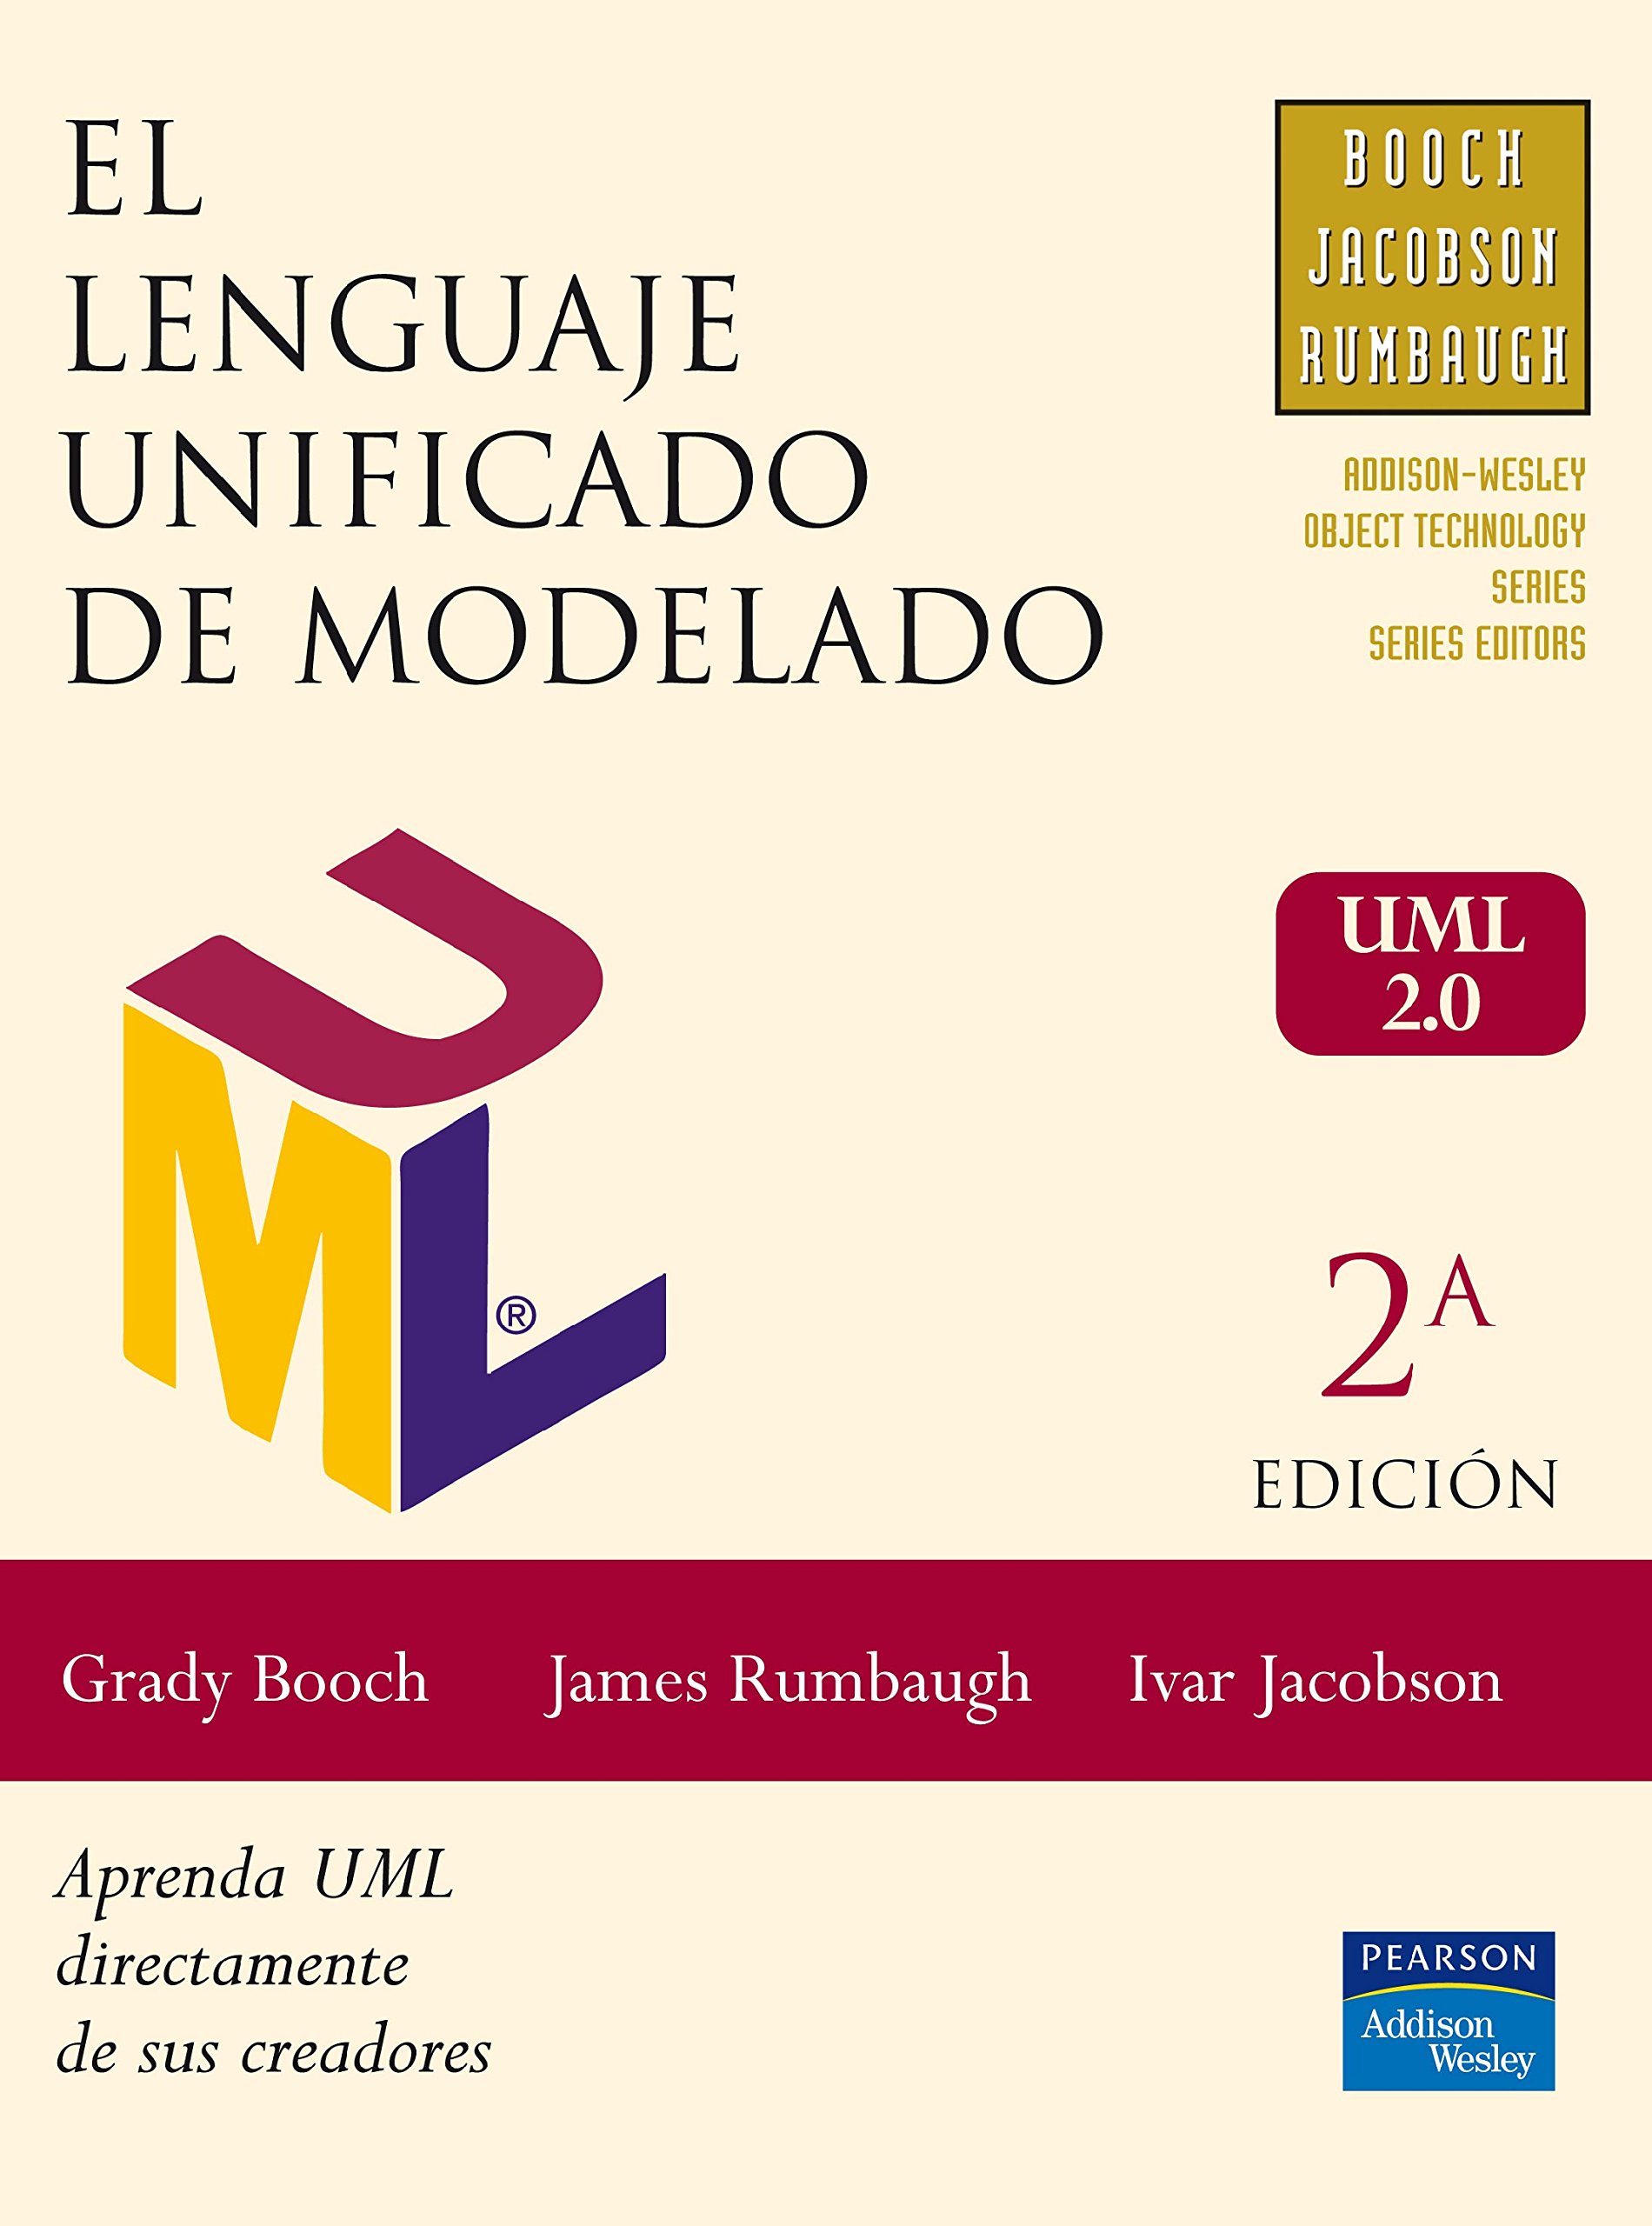 EL
LENGUAJE
UNIFICADO
DE MODELADO
BOOCH
JACOBSON
RUMBAUGH
ADDISON-WESLEY
OBJECT TECHNOLOGY
SERIES
SERIES EDITORS
UML
2.0
UML®
2A
EDICIÓN
Grady Booch James Rumbaugh Ivar Jacobson
Aprenda UML
directamente
de sus creadores
PEARSON
Addison
Wesley